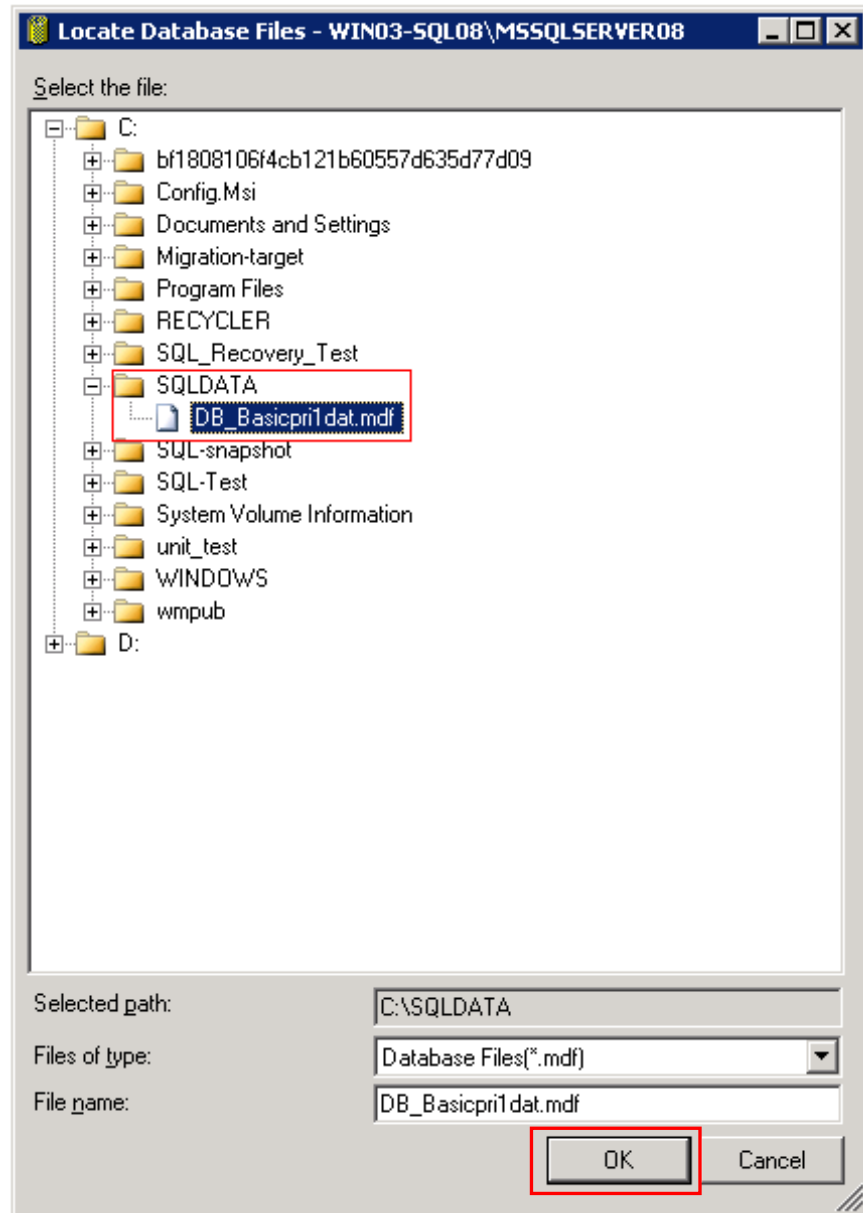 Locate Database Files - WIN03-SQL08\MSSQLSERVER08
Select the file:
C:
bf1808106f4cb121b60557d635d77d09
Config.Msi
Documents and Settings
Migration-target
Program Files
RECYCLER
SQL_Recovery_Test
SQLDATA
DB_Basicpri1dat.mdf
SQL-snapshot
SQL-Test
System Volume Information
unit_test
WINDOWS
wmpub
D:
Selected path: C:\SQLDATA
Files of type: Database Files(*.mdf)
File name: DB_Basicpri1dat.mdf
OK Cancel